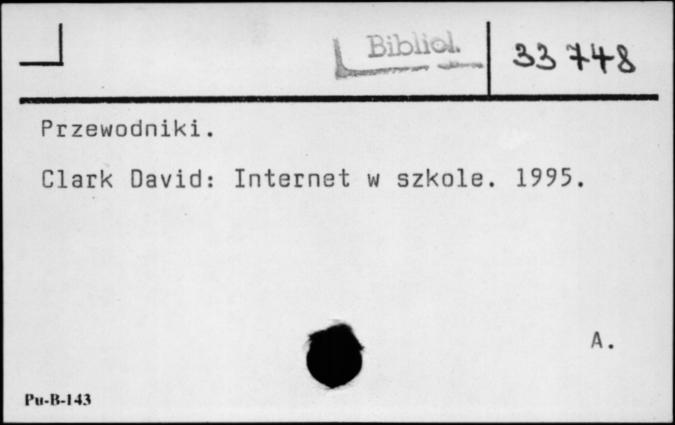 Bibliol.
33748
Przewodniki.
Clark David: Internet w szkole. 1995.
A.
Pu-B-143